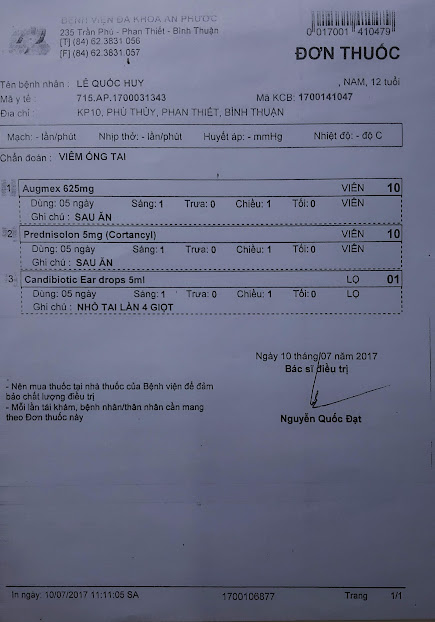 BỆNH VIỆN ĐA KHOA AN PHƯỚC
235 Trần Phú - Phan Thiết - Bình Thuận
[T] (84) 62.3831 056
[F] (84) 62.3831 057
0 017001 410479
ĐƠN THUỐC
Tên bệnh nhân : LÊ QUỐC HUY , NAM, 12 tuổi
Mã y tế : 715.AP.1700031343 Mã KCB: 1700141047
Địa chỉ : KP10, PHÚ THỦY, PHAN THIẾT, BÌNH THUẬN
Mạch: - lần/phút Nhịp thở: - lần/phút Huyết áp: - mmHg Nhiệt độ: - độ C
Chẩn đoán : VIÊM ỐNG TAI
1 Augmex 625mg VIÊN 10
Dùng: 05 ngày Sáng: 1 Trưa: 0 Chiều: 1 Tối: 0 VIÊN
Ghi chú : SAU ĂN
2 Prednisolon 5mg (Cortancyl) VIÊN 10
Dùng: 05 ngày Sáng: 1 Trưa: 0 Chiều: 1 Tối: 0 VIÊN
Ghi chú : SAU ĂN
3 Candibiotic Ear drops 5ml LỌ 01
Dùng: 05 ngày Sáng: 1 Trưa: 0 Chiều: 1 Tối: 0 LỌ
Ghi chú : NHỎ TAI LẦN 4 GIỌT
Ngày 10 tháng/07 năm 2017
Bác sĩ điều trị
- Nên mua thuốc tại nhà thuốc của Bệnh viện để đảm
bảo chất lượng điều trị
- Mỗi lần tái khám, bệnh nhân/thân nhân cần mang
theo Đơn thuốc này
Nguyễn Quốc Đạt
In ngày: 10/07/2017 11:11:05 SA 1700106877 Trang 1/1